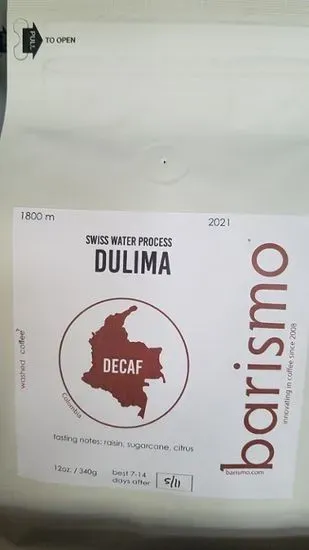 PULL
TO OPEN
1800 m
2021
SWISS WATER PROCESS
DULIMA
DECAF
Colombia
washed coffee
tasting notes: raisin, sugarcane, citrus
12oz. / 340g
best 7-14
days after
5/11
barismo
innovating in coffee since 2008
barismo.com